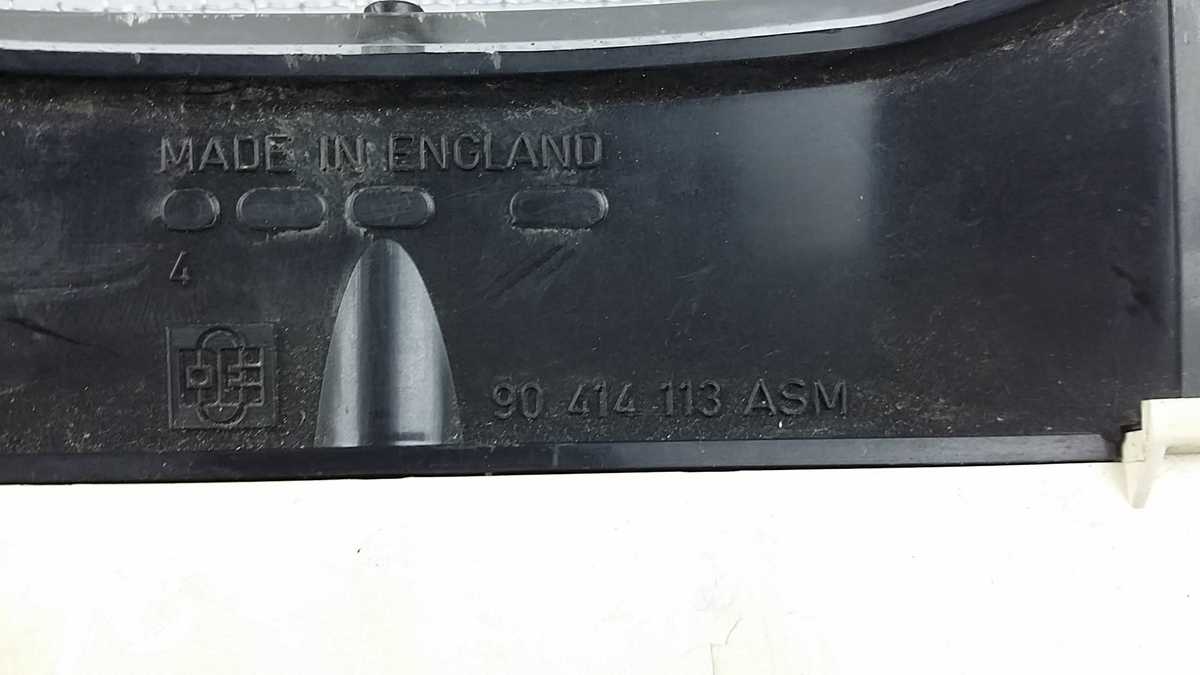 MADE IN ENGLAND
4
90 414 113 ASM